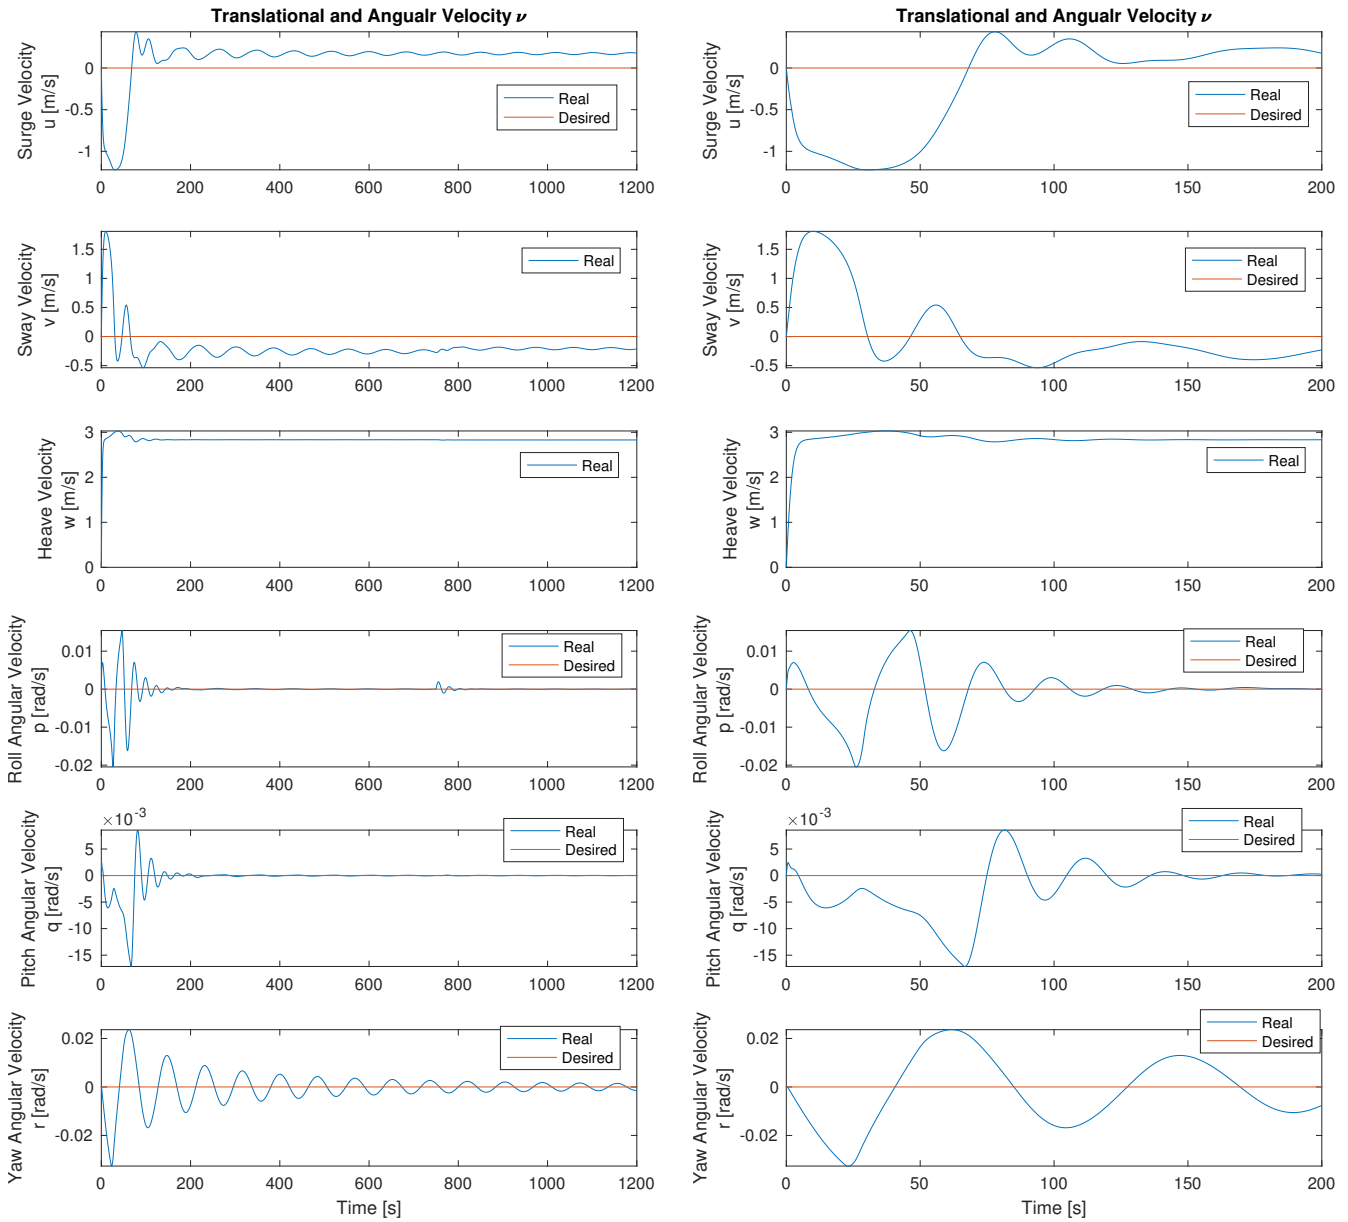 Translational and Angualr Velocity ν
Surge Velocity
u [m/s]
0
-0.5
-1
Real
Desired
0 200 400 600 800 1000 1200
Sway Velocity
v [m/s]
1.5
1
0.5
0
-0.5
Real
0 200 400 600 800 1000 1200
Heave Velocity
w [m/s]
3
2
1
0
Real
0 200 400 600 800 1000 1200
Roll Angular Velocity
p [rad/s]
0.01
0
-0.01
-0.02
Real
Desired
0 200 400 600 800 1000 1200
Pitch Angular Velocity
q [rad/s]
×10⁻³
5
0
-5
-10
-15
Real
Desired
0 200 400 600 800 1000 1200
Yaw Angular Velocity
r [rad/s]
0.02
0
-0.02
Real
Desired
0 200 400 600 800 1000 1200
Time [s]
Translational and Angualr Velocity ν
Surge Velocity
u [m/s]
0
-0.5
-1
Real
Desired
0 50 100 150 200
Sway Velocity
v [m/s]
1.5
1
0.5
0
-0.5
Real
Desired
0 50 100 150 200
Heave Velocity
w [m/s]
3
2
1
0
Real
0 50 100 150 200
Roll Angular Velocity
p [rad/s]
0.01
0
-0.01
-0.02
Real
Desired
0 50 100 150 200
Pitch Angular Velocity
q [rad/s]
×10⁻³
5
0
-5
-10
-15
Real
Desired
0 50 100 150 200
Yaw Angular Velocity
r [rad/s]
0.02
0
-0.02
Real
Desired
0 50 100 150 200
Time [s]